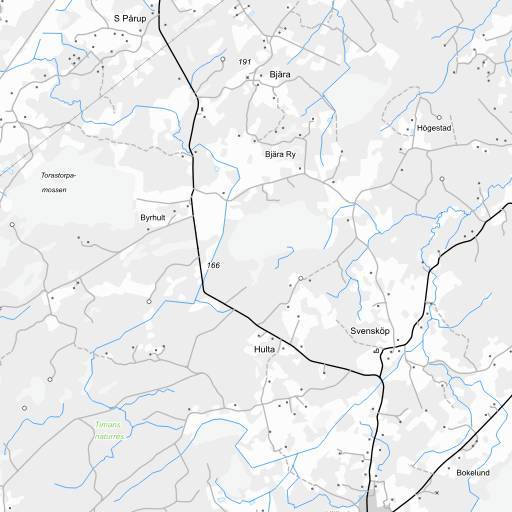 S Pårup
191
Bjära
Högestad
Bjära Ry
Torastorpa-
mossen
Byrhult
166
Svensköp
Hulta
Timans
naturres.
Bokelund